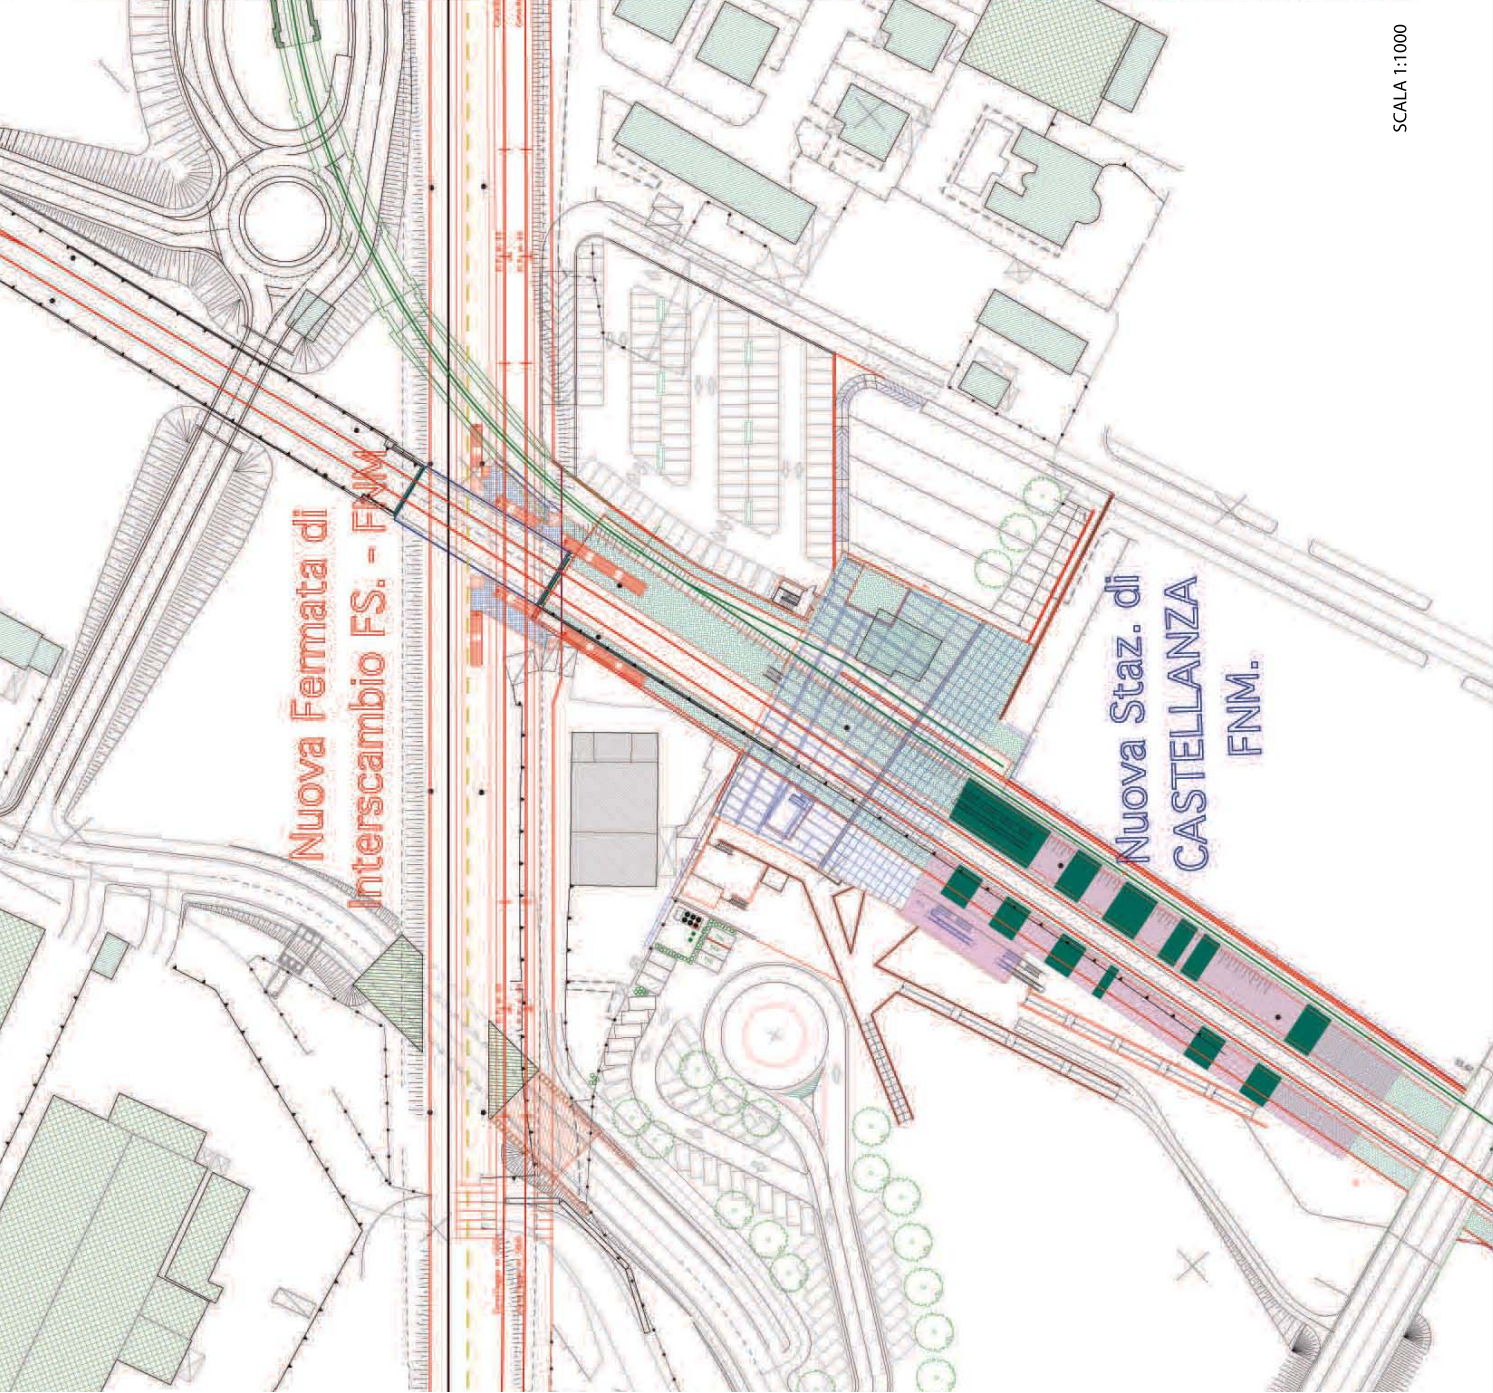 SCALA 1:1000
Nuova Fermata di
Interscambio FS. - FNM
Nuova Staz. di
CASTELLANZA
FNM.